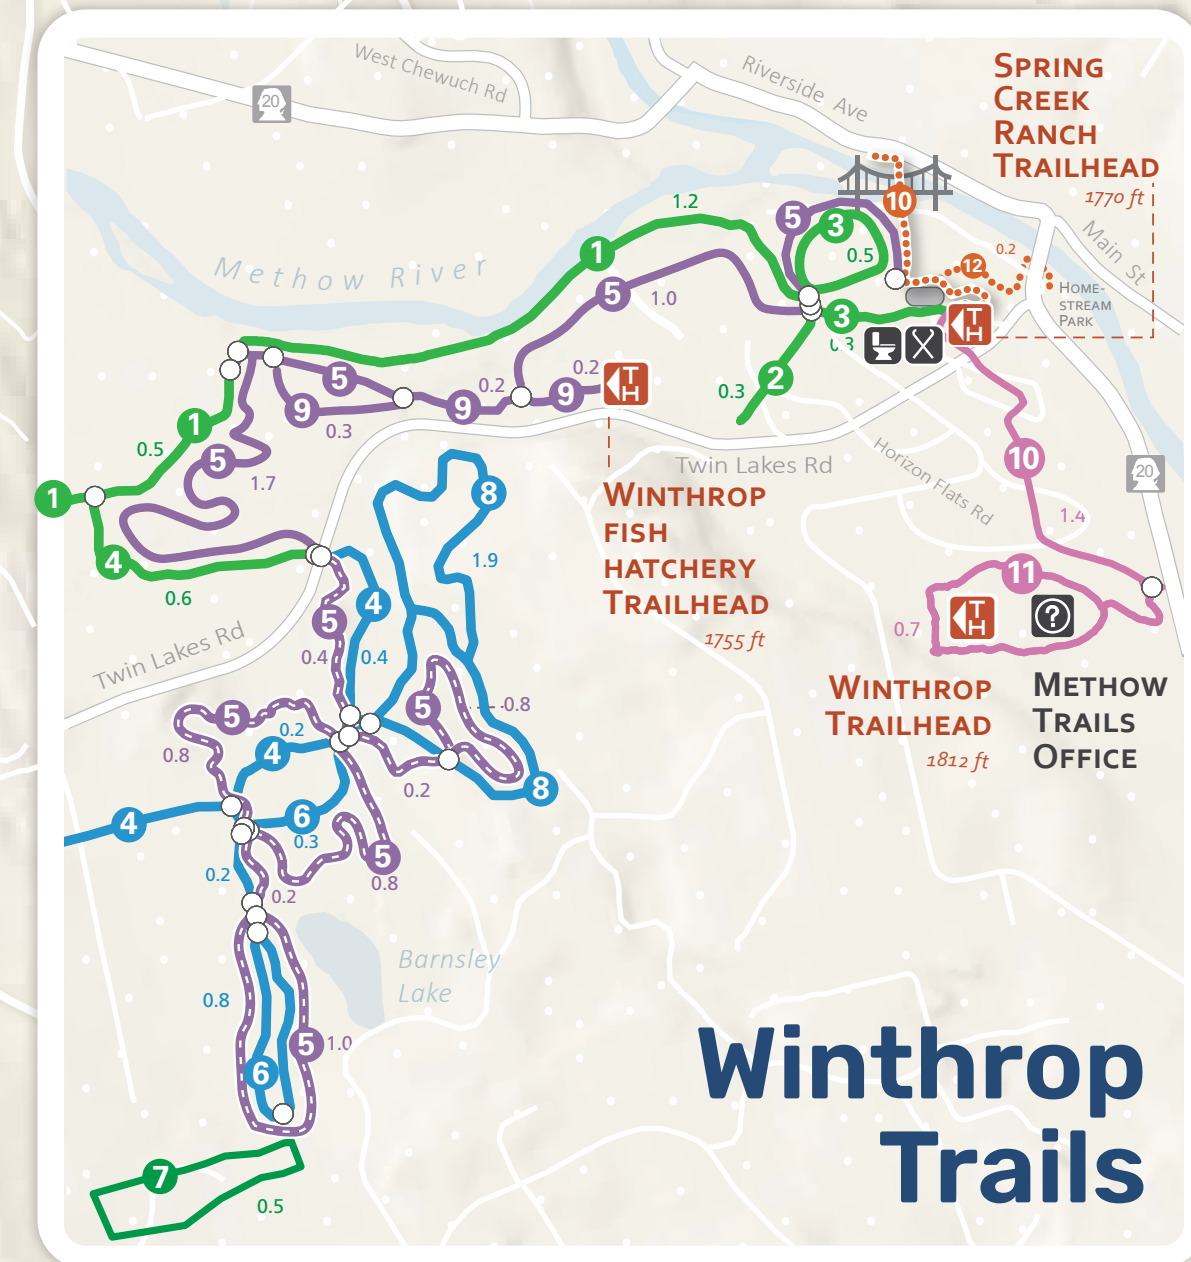 West Chewuch Rd
20
Riverside Ave
SPRING
CREEK
RANCH
TRAILHEAD
1770 ft
Main St
10
5
3
0.5
1.2
1
Methow River
5
1.0
12
0.2
HOME-
STREAM
PARK
3
0.3
TH
2
0.3
5
9
0.3
9
0.2
9
0.2
TH
1
0.5
5
1.7
1
4
0.6
Twin Lakes Rd
Horizon Flats Rd
20
10
1.4
WINTHROP
FISH
HATCHERY
TRAILHEAD
1755 ft
8
1.9
11
TH
?
0.7
WINTHROP
TRAILHEAD
1812 ft
METHOW
TRAILS
OFFICE
4
5
0.4
0.4
Twin Lakes Rd
5
0.8
0.2
4
5
0.8
0.2
8
4
6
0.3
5
0.8
0.2
0.2
Barnsley
Lake
0.8
5
1.0
6
7
0.5
Winthrop
Trails